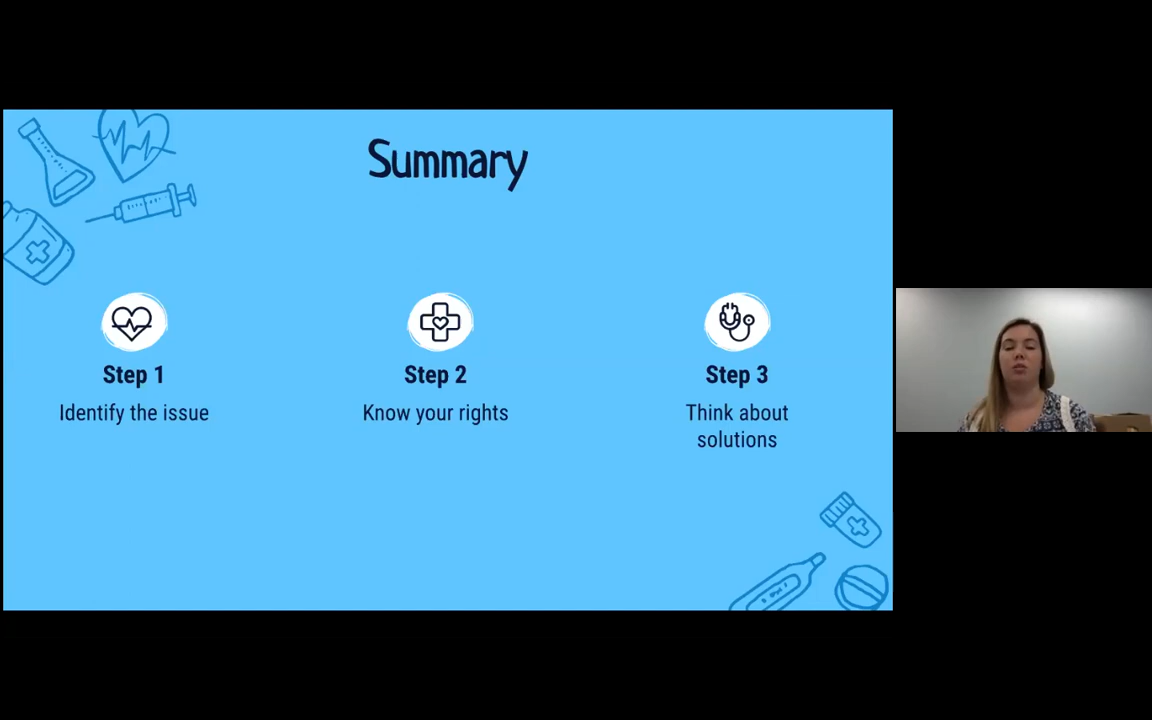 Summary
Step 1
Identify the issue
Step 2
Know your rights
Step 3
Think about
solutions